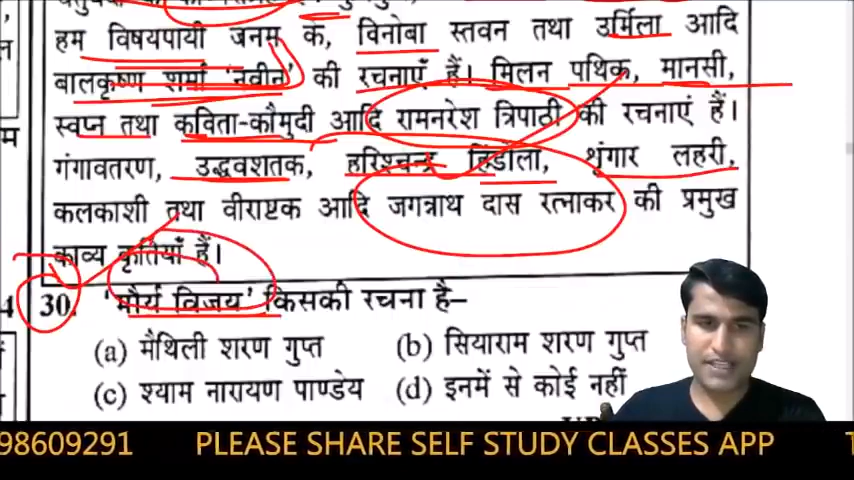 हम विषयपायी जनम के, विनोबा स्तवन तथा उर्मिला आदि
बालकृष्ण शर्मा 'नवीन' की रचनाएँ हैं। मिलन पथिक, मानसी,
स्वप्न तथा कविता-कौमुदी आदि रामनरेश त्रिपाठी की रचनाएं हैं।
गंगावतरण, उद्धवशतक, हरिश्चन्द्र हिंडोला, शृंगार लहरी,
कलकाशी तथा वीराष्टक आदि जगन्नाथ दास रत्नाकर की प्रमुख
काव्य कृतियाँ हैं।
30. 'मौर्य विजय' किसकी रचना है–
(a) मैथिली शरण गुप्त (b) सियाराम शरण गुप्त
(c) श्याम नारायण पाण्डेय (d) इनमें से कोई नहीं
98609291 PLEASE SHARE SELF STUDY CLASSES APP